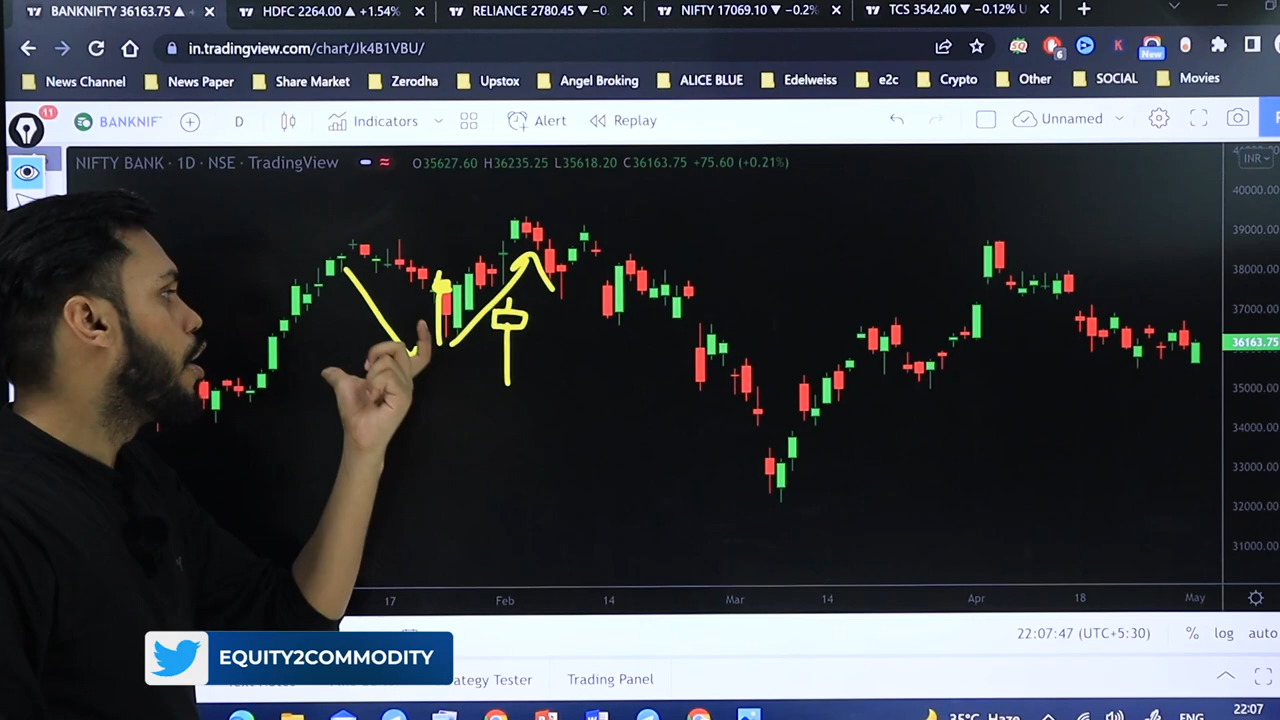 BANKNIFTY 36163.75 ▲ HDFC 2264.00 ▲ +1.54% RELIANCE 2780.45 ▼ −0. NIFTY 17069.10 ▼ −0.2% TCS 3542.40 ▼ −0.12% U
in.tradingview.com/chart/Jk4B1VBU/
6 New
News Channel News Paper Share Market Zerodha Upstox Angel Broking ALICE BLUE Edelweiss e2c Crypto Other SOCIAL Movies
11 BANKNIF D Indicators Alert Replay Unnamed
NIFTY BANK · 1D · NSE · TradingView O35627.60 H36235.25 L35618.20 C36163.75 +75.60 (+0.21%) INR
40000.00
39000.00
38000.00
37000.00
36163.75
35000.00
34000.00
33000.00
32000.00
31000.00
17 Feb 14 Mar 14 Apr 18 May
22:07:47 (UTC+5:30) % log auto
EQUITY2COMMODITY
ategy Tester Trading Panel
35°C Haze ENG 22:07